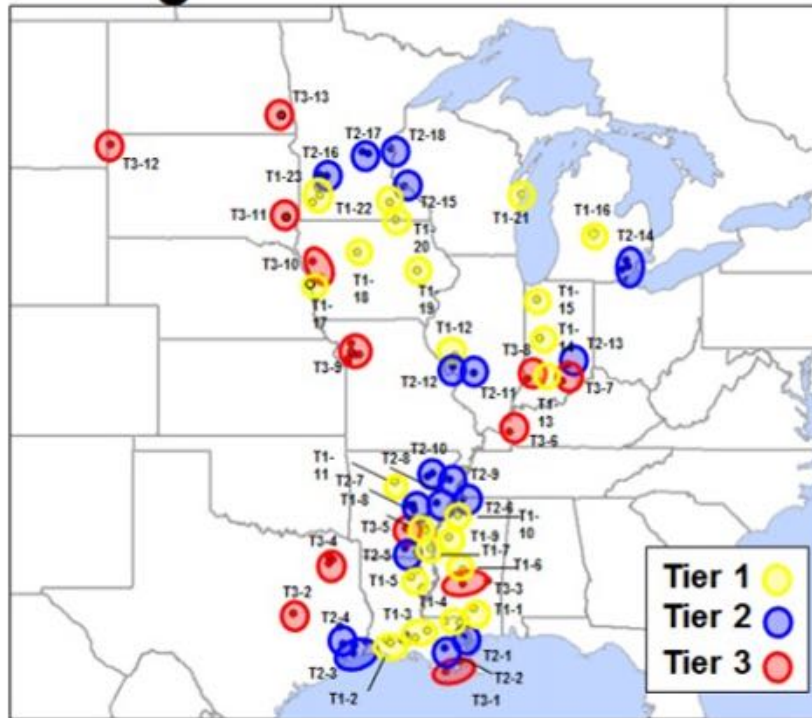 T3-13
T3-12
T2-17
T2-18
T2-16
T1-23
T1-22
T2-15
T3-11
T1-
20
T1-21
T1-16
T2-14
T3-10
T1-
18
T1-
19
T1-
17
T1-
15
T1-12
T1-
14
T2-13
T3-8
T3-9
T2-12
T2-11
T3-7
T1-
13
T3-6
T2-10
T2-8
T2-9
T1-
11
T2-7
T1-8
T2-6
T1-
10
T3-5
T1-9
T2-5
T1-7
T1-6
T3-4
T1-5
T3-3
T1-4
T3-2
T1-3
T1-1
T2-4
T2-3
T2-1
T2-2
T1-2
T3-1
Tier 1
Tier 2
Tier 3